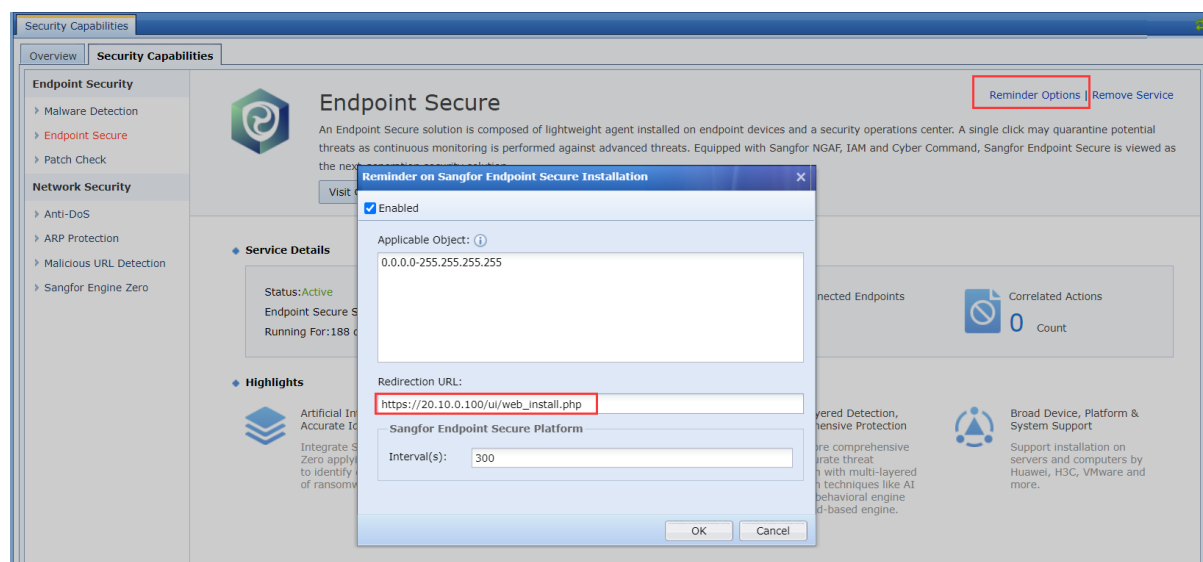 Security Capabilities
Overview
Security Capabilities
Endpoint Security
Malware Detection
Endpoint Secure
Patch Check
Network Security
Anti-DoS
ARP Protection
Malicious URL Detection
Sangfor Engine Zero
Endpoint Secure
Reminder Options | Remove Service
An Endpoint Secure solution is composed of lightweight agent installed on endpoint devices and a security operations center. A single click may quarantine potential
threats as continuous monitoring is performed against advanced threats. Equipped with Sangfor NGAF, IAM and Cyber Command, Sangfor Endpoint Secure is viewed as
the
Visit
Reminder on Sangfor Endpoint Secure Installation
Enabled
Applicable Object:
0.0.0.0-255.255.255.255
Redirection URL:
https://20.10.0.100/ui/web_install.php
Sangfor Endpoint Secure Platform
Interval(s):
300
OK
Cancel
Service Details
Status:Active
Endpoint Secure S
Running For:188
Endpoints
Correlated Actions
0 Count
Highlights
Artificial
Accurate
Integrate
Zero
to identify
of
Detection,
Protection
comprehensive
threat
with multi-layered
techniques like AI
behavioral engine
engine.
Broad Device, Platform &
System Support
Support installation on
servers and computers by
Huawei, H3C, VMware and
more.